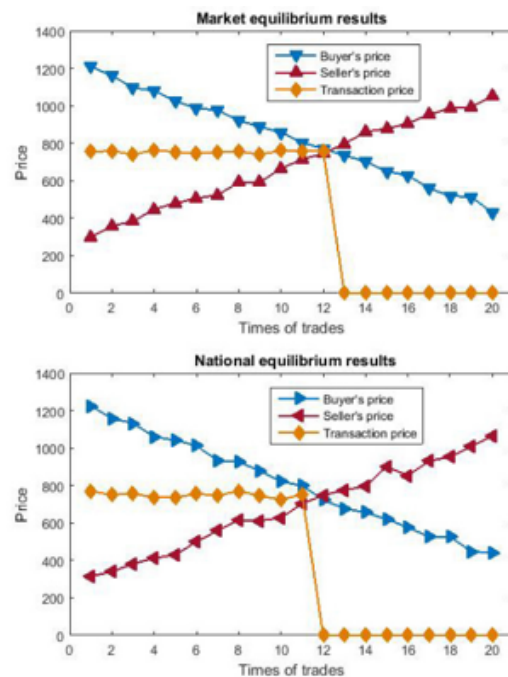 Market equilibrium results
1400
1200
1000
800
600
400
200
0
Price
Buyer's price
Seller's price
Transaction price
0 2 4 6 8 10 12 14 16 18 20
Times of trades
National equilibrium results
1400
1200
1000
800
600
400
200
0
Price
Buyer's price
Seller's price
Transaction price
0 2 4 6 8 10 12 14 16 18 20
Times of trades